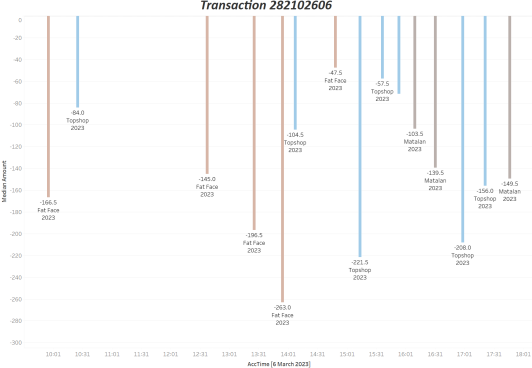 Transaction 282102606
0
-20
-40
-60
-80
-100
-120
-140
-160
-180
-200
-220
-240
-260
-280
-300
Median Amount
-166.5
Fat Face
2023
-84.0
Topshop
2023
-145.0
Fat Face
2023
-196.5
Fat Face
2023
-263.0
Fat Face
2023
-104.5
Topshop
2023
-47.5
Fat Face
2023
-221.5
Topshop
2023
-57.5
Topshop
2023
-103.5
Matalan
2023
-139.5
Matalan
2023
-208.0
Topshop
2023
-156.0
Topshop
2023
-149.5
Matalan
2023
10:01 10:31 11:01 11:31 12:01 12:31 13:01 13:31 14:01 14:31 15:01 15:31 16:01 16:31 17:01 17:31 18:01
AccTime [6 March 2023]